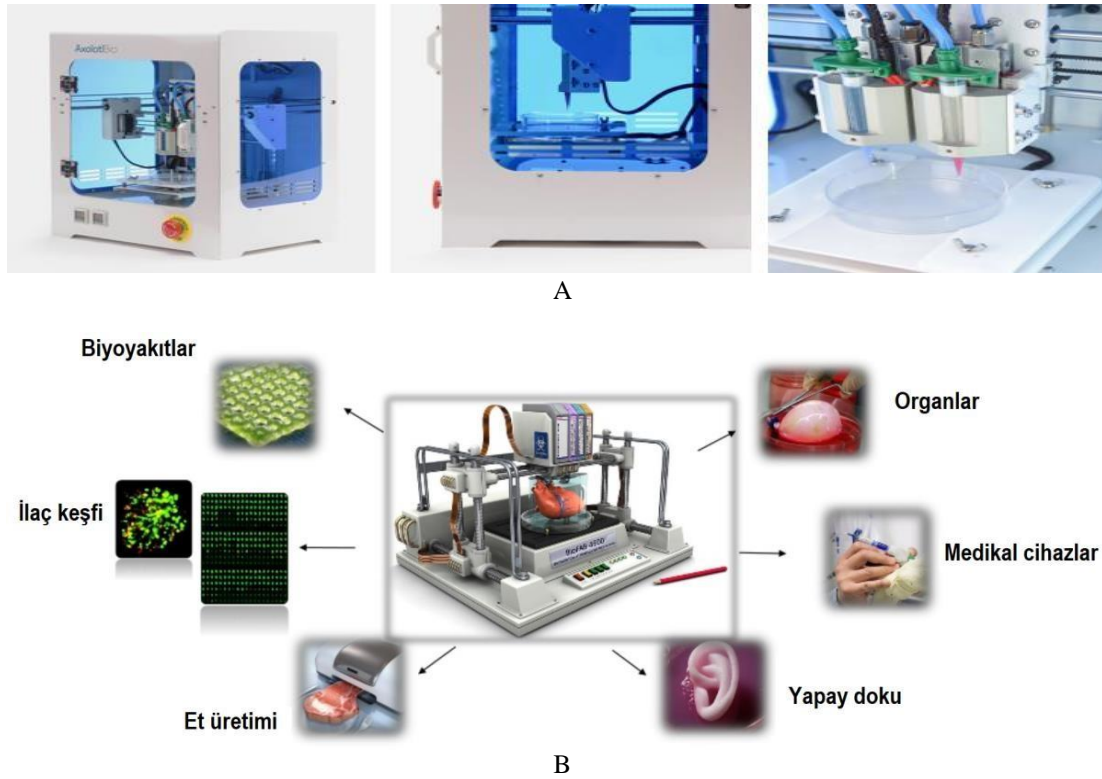 AxolotlBio
A
Biyoyakıtlar
Organlar
İlaç keşfi
Medikal cihazlar
Et üretimi
Yapay doku
B